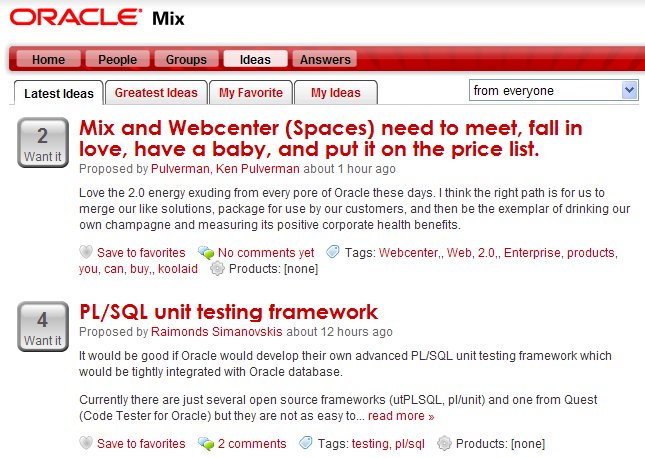 ORACLE® Mix
Home People Groups Ideas Answers
Latest Ideas Greatest Ideas My Favorite My Ideas from everyone
2
Want it
Mix and Webcenter (Spaces) need to meet, fall in
love, have a baby, and put it on the price list.
Proposed by Pulverman, Ken Pulverman about 1 hour ago
Love the 2.0 energy exuding from every pore of Oracle these days. I think the right path is for us to
merge our like solutions, package for use by our customers, and then be the exemplar of drinking our
own champagne and measuring its positive corporate health benefits.
Save to favorites No comments yet Tags: Webcenter,, Web, 2.0,, Enterprise, products,
you, can, buy,, koolaid Products: [none]
4
Want it
PL/SQL unit testing framework
Proposed by Raimonds Simanovskis about 12 hours ago
It would be good if Oracle would develop their own advanced PL/SQL unit testing framework which
would be tightly integrated with Oracle database.
Currently there are just several open source frameworks (utPLSQL, pl/unit) and one from Quest
(Code Tester for Oracle) but they are not as easy to... read more »
Save to favorites 2 comments Tags: testing, pl/sql Products: [none]